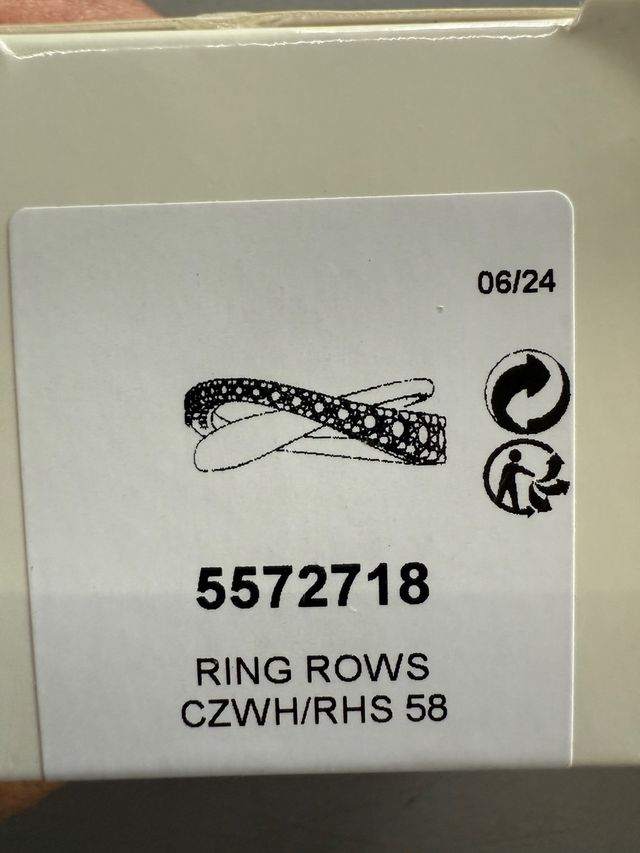 06/24
5572718
RING ROWS
CZWH/RHS 58